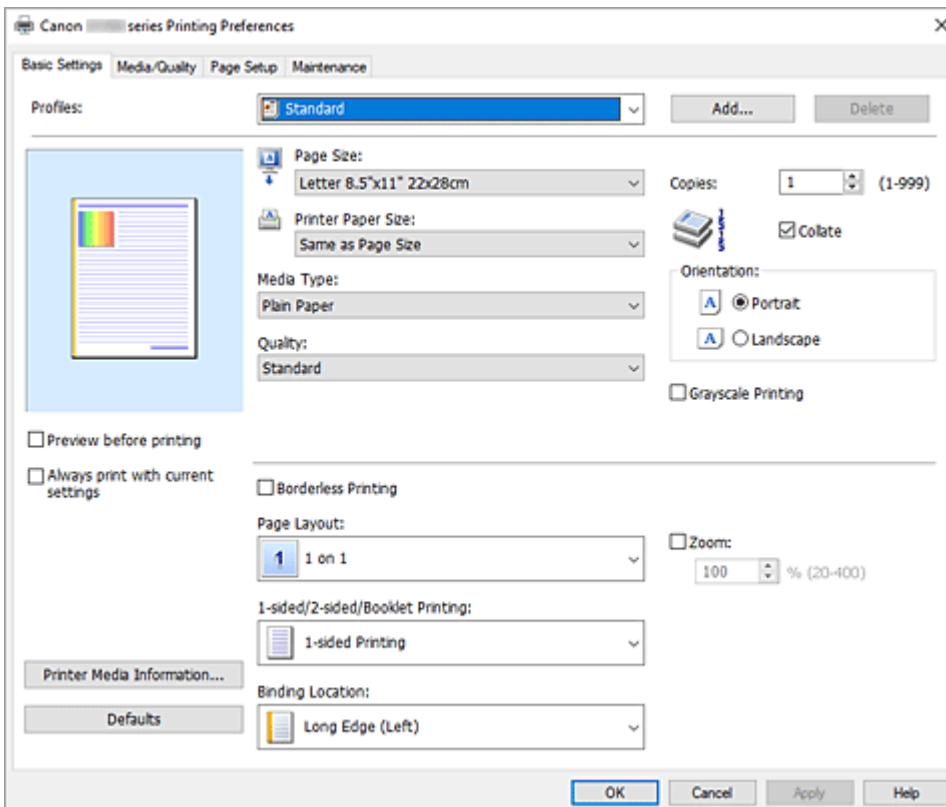 Canon series Printing Preferences
Basic Settings Media/Quality Page Setup Maintenance
Profiles:
Standard
Add...
Delete
Page Size:
Letter 8.5"x11" 22x28cm
Printer Paper Size:
Same as Page Size
Media Type:
Plain Paper
Quality:
Standard
Copies:
1
(1-999)
Collate
Orientation:
A Portrait
A Landscape
Grayscale Printing
Preview before printing
Always print with current
settings
Borderless Printing
Page Layout:
1 1 on 1
Zoom:
100 % (20-400)
1-sided/2-sided/Booklet Printing:
1-sided Printing
Binding Location:
Long Edge (Left)
Printer Media Information...
Defaults
OK Cancel Apply Help